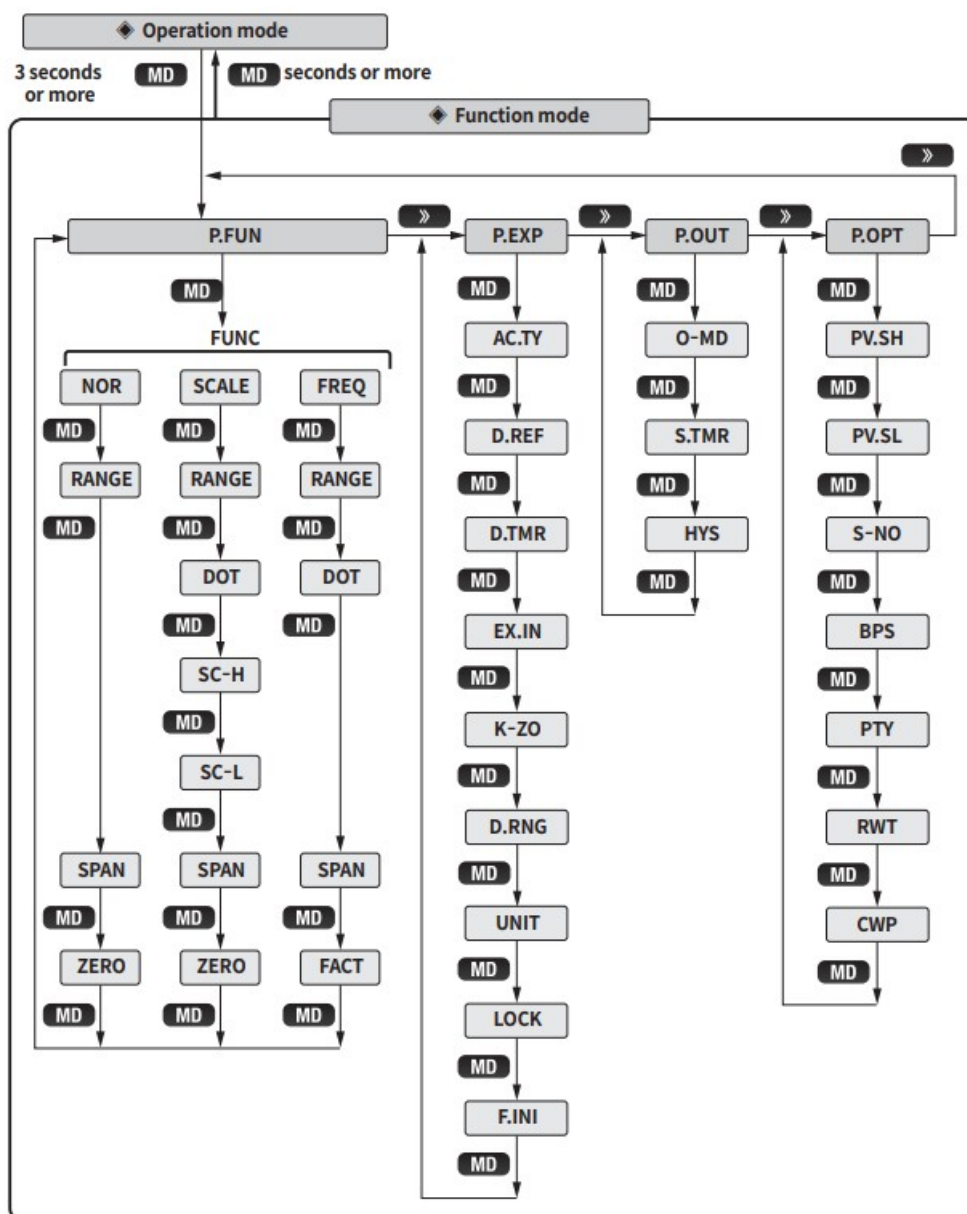 ◈ Operation mode
3 seconds or more MD
MD seconds or more
◈ Function mode
»
P.FUN » P.EXP » P.OUT » P.OPT
MD MD MD MD
FUNC AC.TY O-MD PV.SH
NOR SCALE FREQ MD MD MD
MD MD MD D.REF S.TMR PV.SL
RANGE RANGE RANGE MD MD MD
MD MD MD D.TMR HYS S-NO
DOT DOT MD MD MD
MD MD EX.IN BPS
SC-H MD MD
MD K-ZO PTY
SC-L MD MD
MD D.RNG RWT
SPAN SPAN SPAN MD MD
MD MD MD UNIT CWP
ZERO ZERO FACT MD MD
MD MD MD LOCK
MD
F.INI
MD